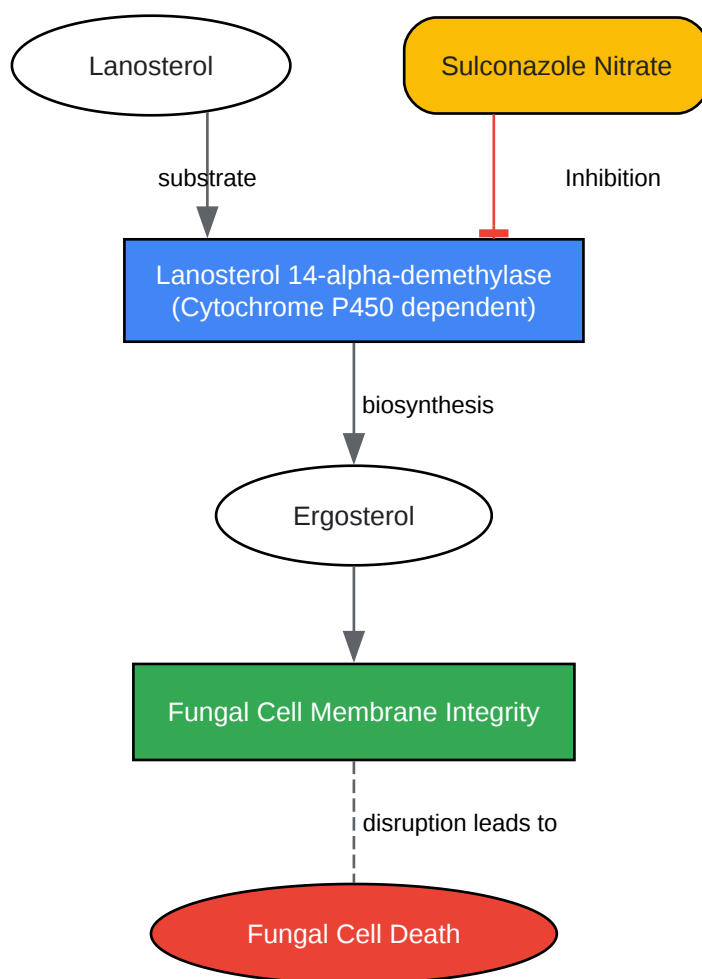 Lanosterol
Sulconazole Nitrate
substrate
Inhibition
Lanosterol 14-alpha-demethylase
(Cytochrome P450 dependent)
biosynthesis
Ergosterol
Fungal Cell Membrane Integrity
disruption leads to
Fungal Cell Death